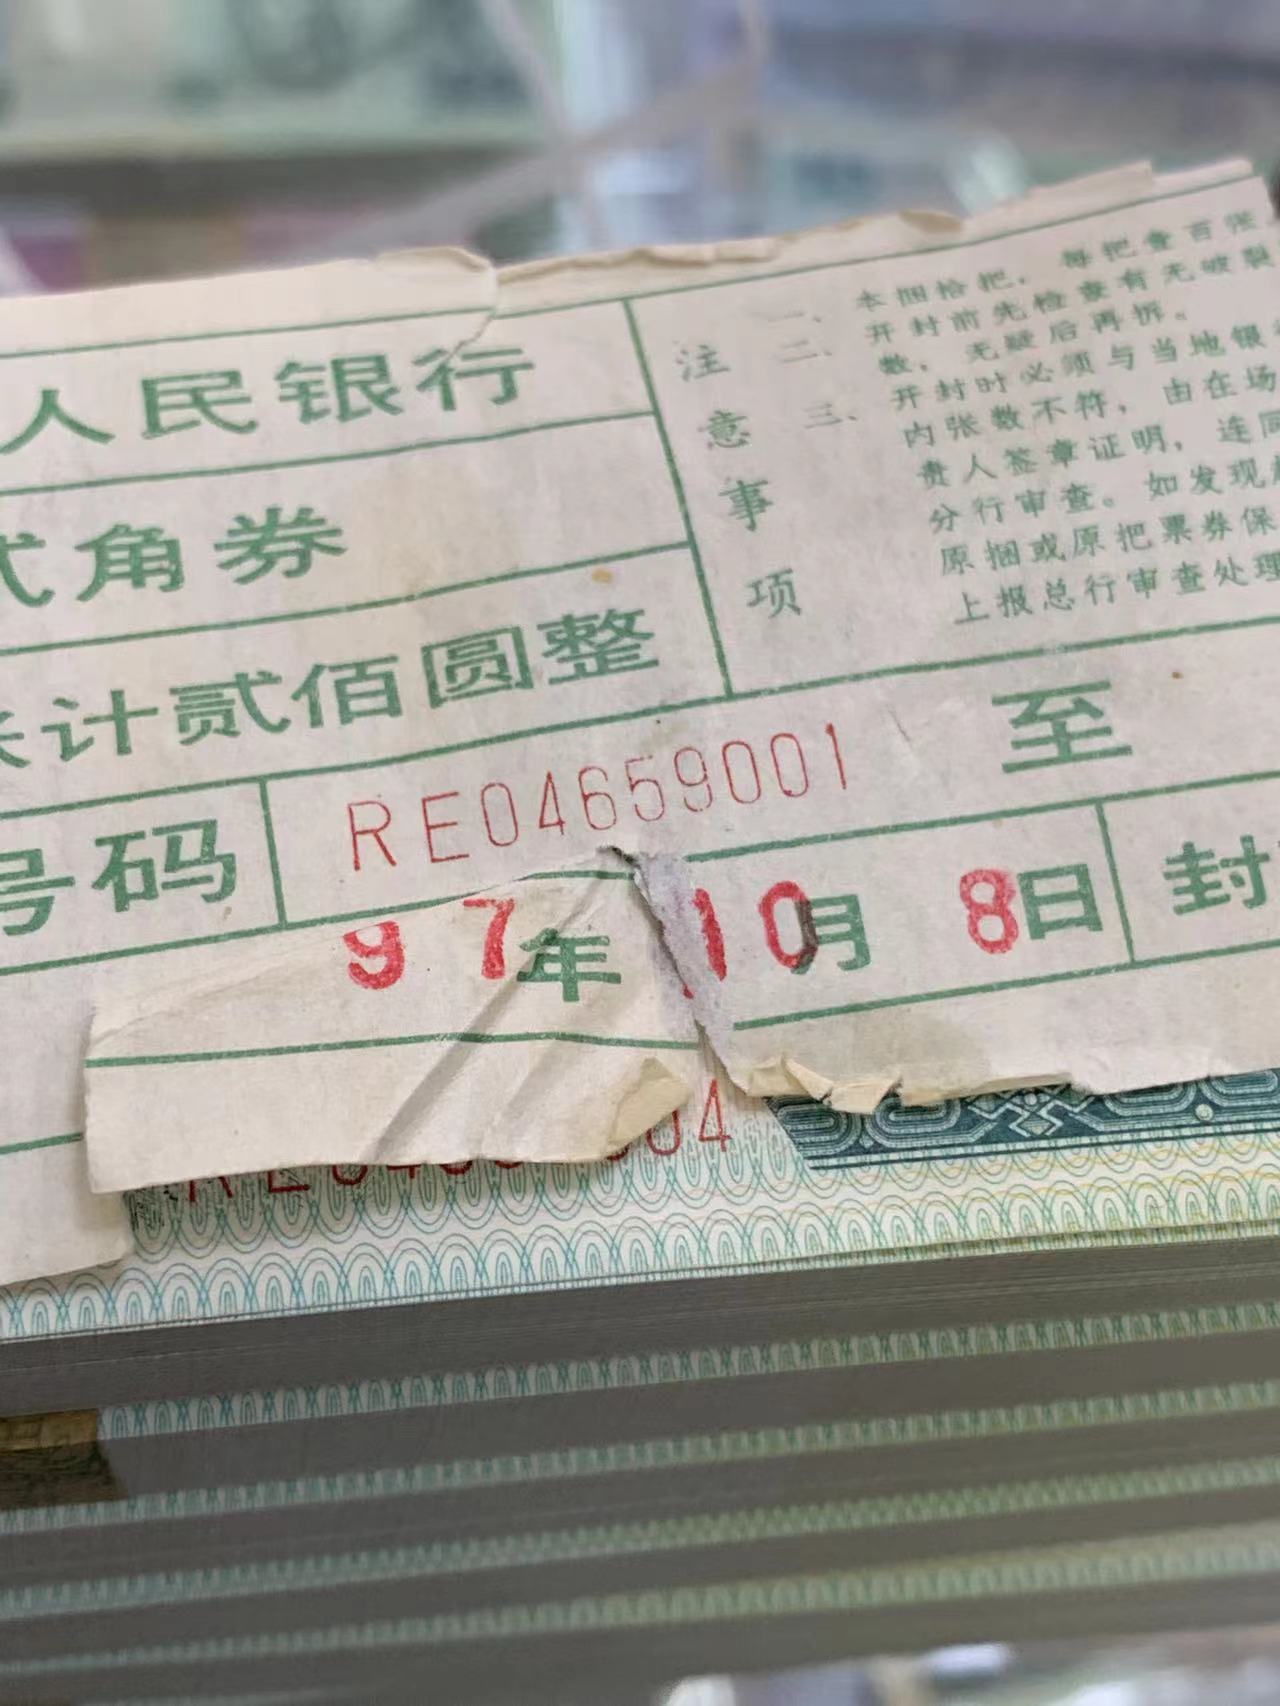 人民银行
角券
计贰佰圆整
号码
RE04659001
至
97年10月8日
封
注意事项
一、本捆拾把，每把壹百张
二、开封前先检查有无破裂
数，无疑后再拆。
三、开封时必须与当地银
内张数不符，由在场
责人签章证明，连同
分行审查。如发现
原捆或原把票券保
上报总行审查处理
04